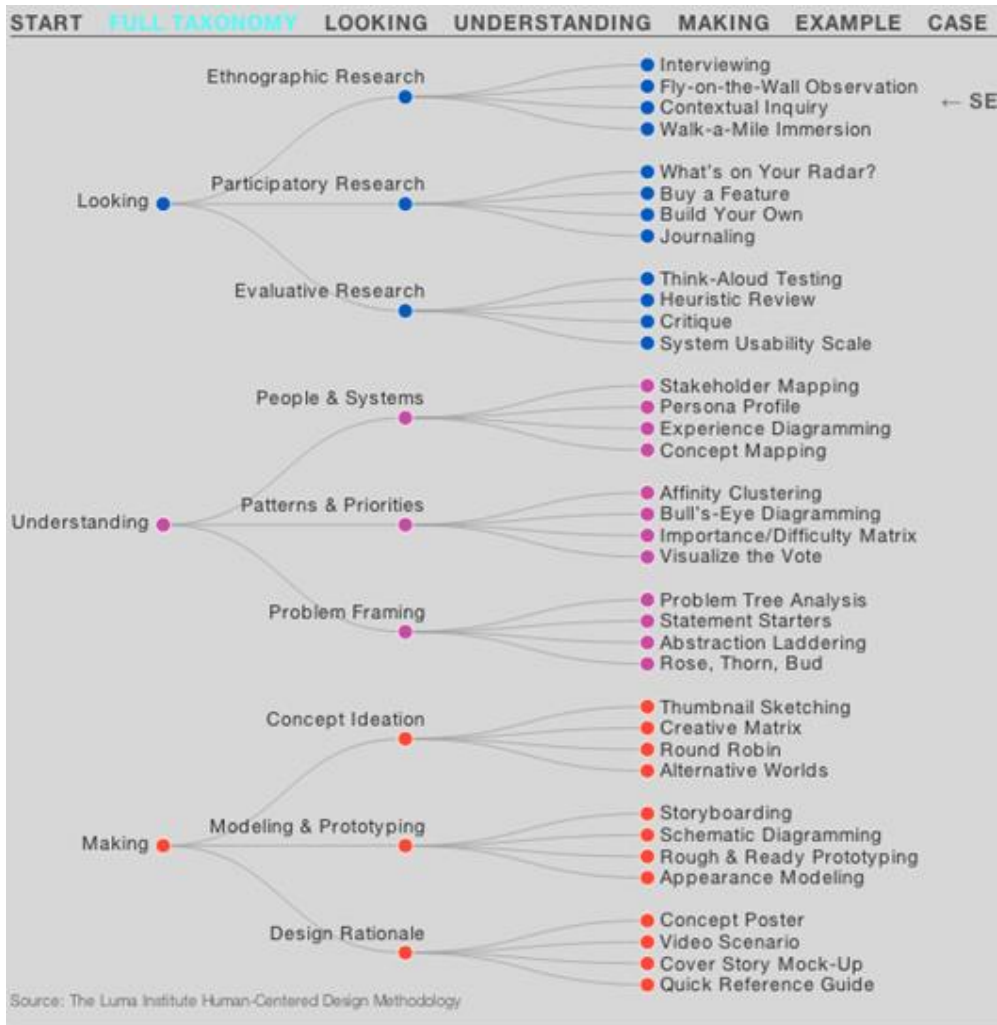 START FULL TAXONOMY LOOKING UNDERSTANDING MAKING EXAMPLE CASE
← SE
Looking
Ethnographic Research
Interviewing
Fly-on-the-Wall Observation
Contextual Inquiry
Walk-a-Mile Immersion
Participatory Research
What's on Your Radar?
Buy a Feature
Build Your Own
Journaling
Evaluative Research
Think-Aloud Testing
Heuristic Review
Critique
System Usability Scale
Understanding
People & Systems
Stakeholder Mapping
Persona Profile
Experience Diagramming
Concept Mapping
Patterns & Priorities
Affinity Clustering
Bull's-Eye Diagramming
Importance/Difficulty Matrix
Visualize the Vote
Problem Framing
Problem Tree Analysis
Statement Starters
Abstraction Laddering
Rose, Thorn, Bud
Making
Concept Ideation
Thumbnail Sketching
Creative Matrix
Round Robin
Alternative Worlds
Modeling & Prototyping
Storyboarding
Schematic Diagramming
Rough & Ready Prototyping
Appearance Modeling
Design Rationale
Concept Poster
Video Scenario
Cover Story Mock-Up
Quick Reference Guide
Source: The Luma Institute Human-Centered Design Methodology